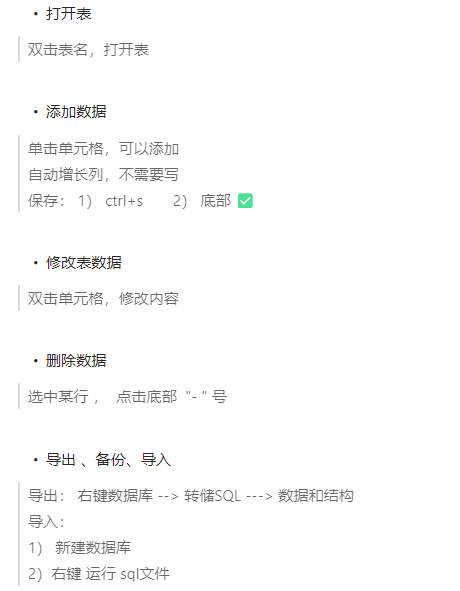 • 打开表
双击表名，打开表
• 添加数据
单击单元格，可以添加
自动增长列，不需要写
保存： 1） ctrl+s 2） 底部 ✅
• 修改表数据
双击单元格，修改内容
• 删除数据
选中某行 ， 点击底部 "- " 号
• 导出 、备份、导入
导出： 右键数据库 --> 转储SQL ---> 数据和结构
导入：
1） 新建数据库
2）右键 运行 sql文件